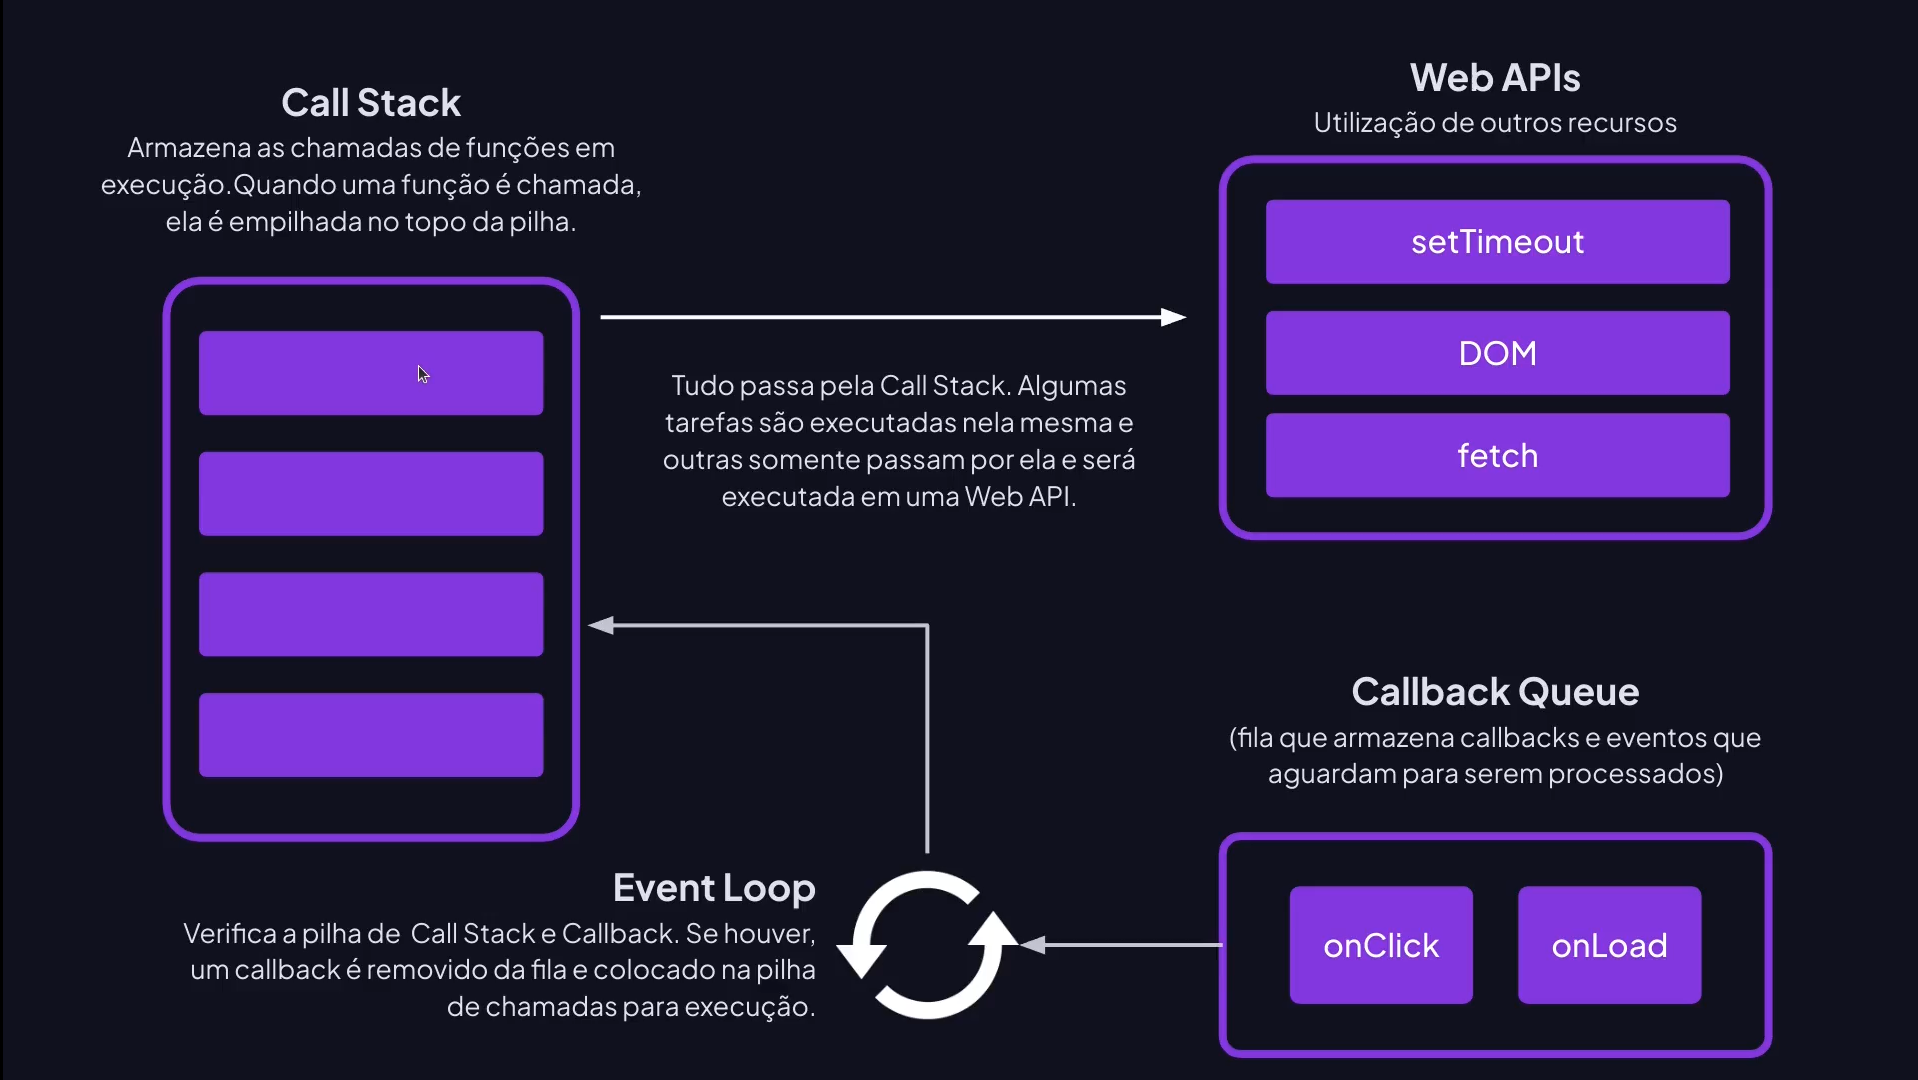 Call Stack
Armazena as chamadas de funções em
execução.Quando uma função é chamada,
ela é empilhada no topo da pilha.
Web APIs
Utilização de outros recursos
setTimeout
DOM
fetch
Tudo passa pela Call Stack. Algumas
tarefas são executadas nela mesma e
outras somente passam por ela e será
executada em uma Web API.
Callback Queue
(fila que armazena callbacks e eventos que
aguardam para serem processados)
onClick
onLoad
Event Loop
Verifica a pilha de  Call Stack e Callback. Se houver,
um callback é removido da fila e colocado na pilha
de chamadas para execução.